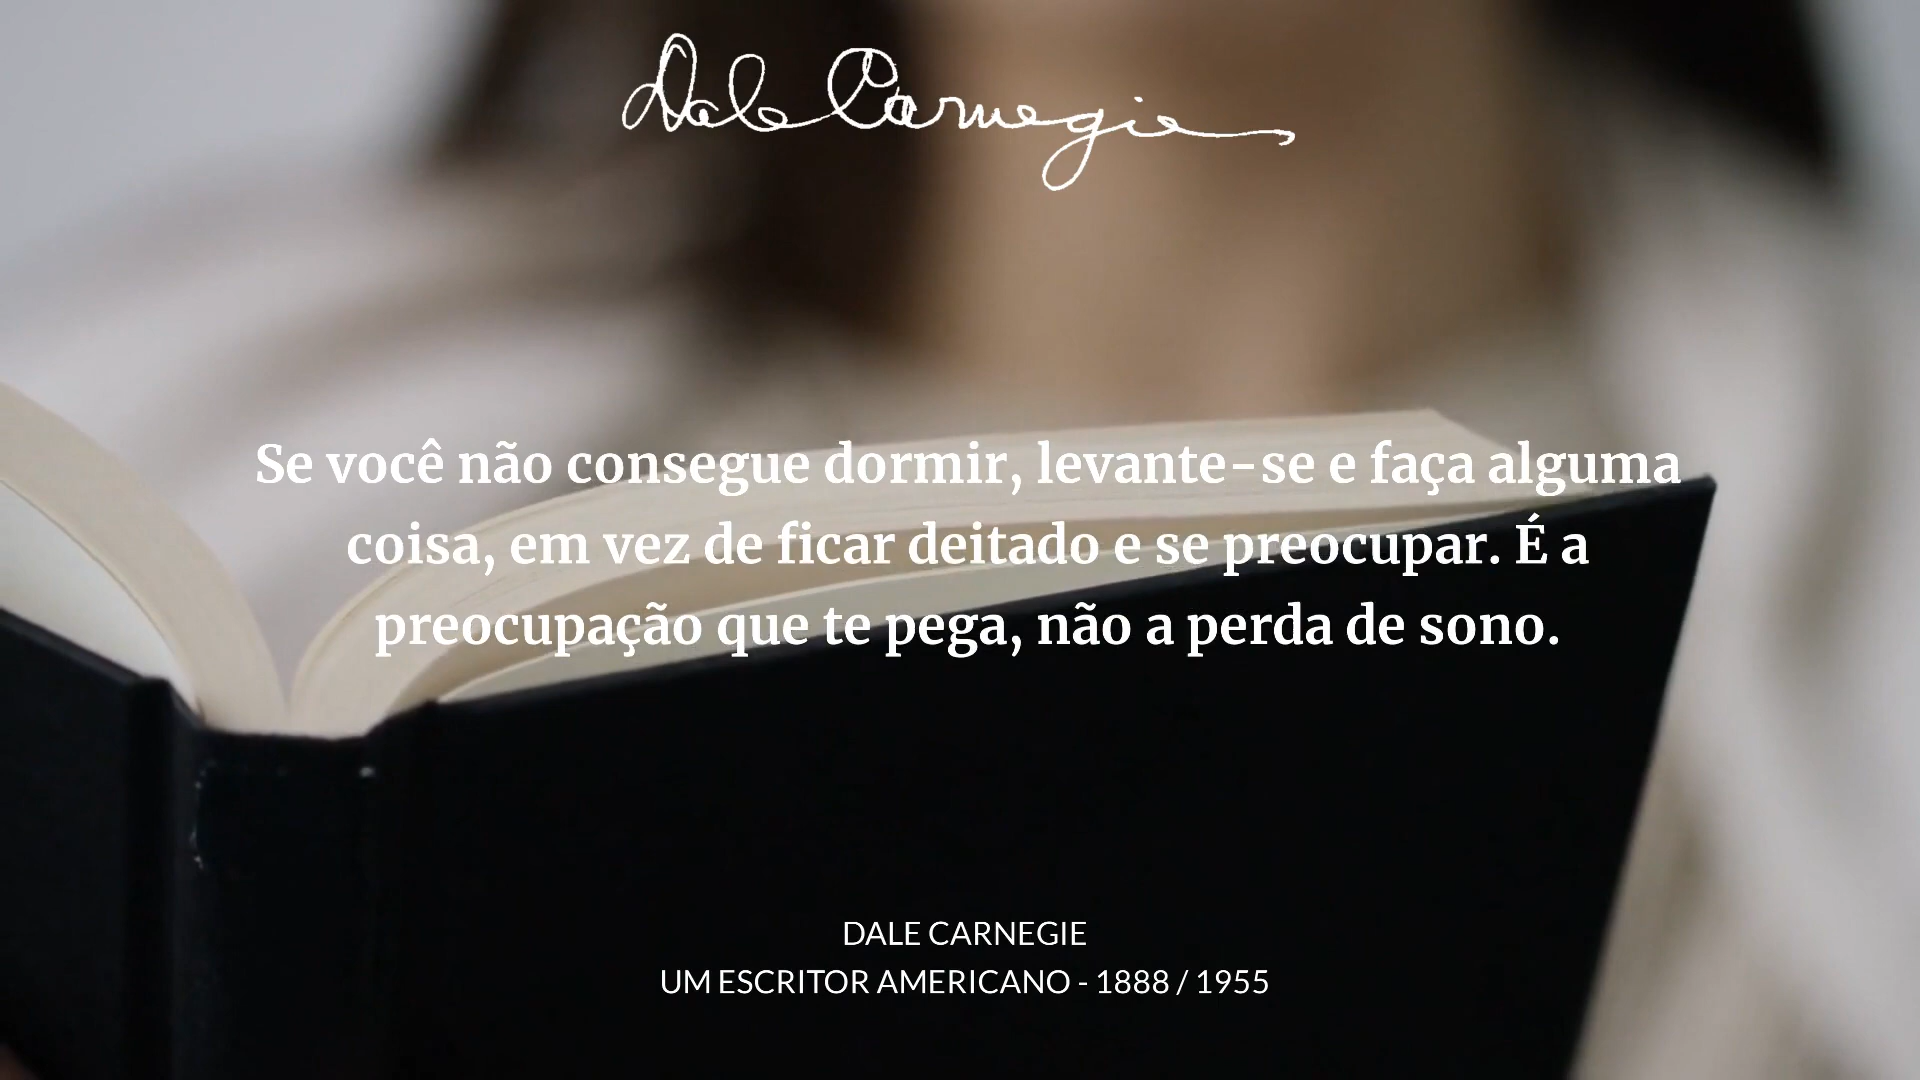 Dale Carnegie
Se você não consegue dormir, levante-se e faça alguma
coisa, em vez de ficar deitado e se preocupar. É a
preocupação que te pega, não a perda de sono.
DALE CARNEGIE
UM ESCRITOR AMERICANO - 1888 / 1955